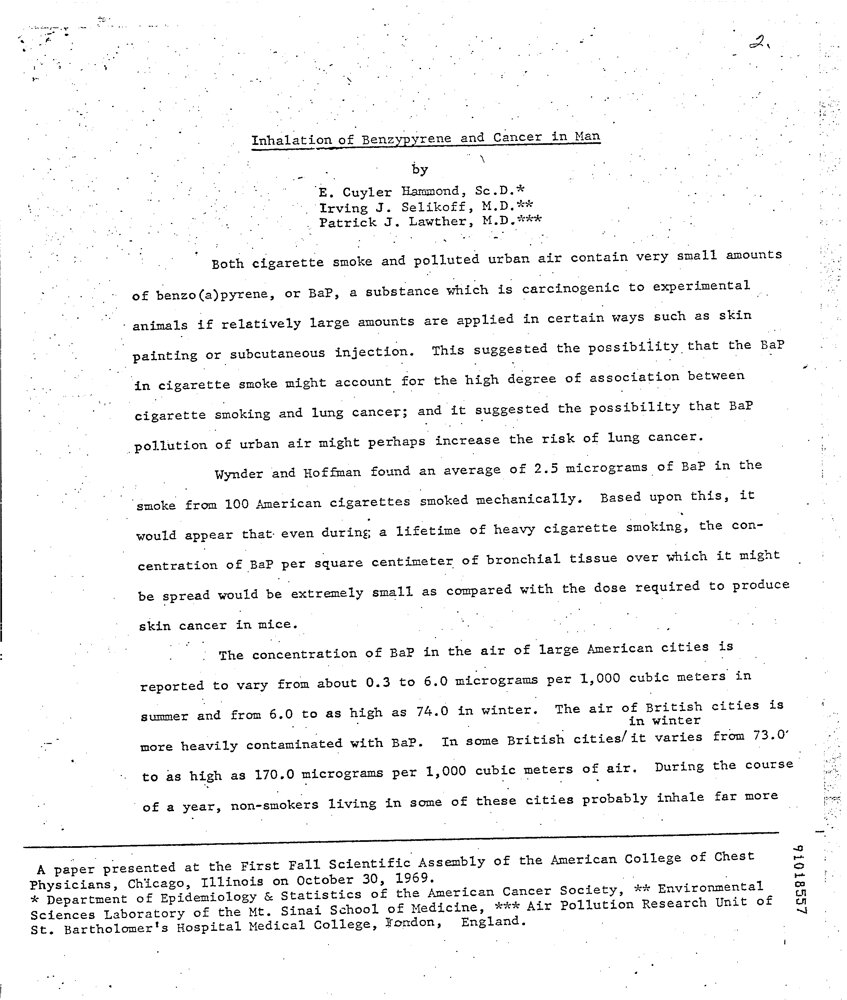 2.
Inhalation of Benzypyrene and Cancer in Man
by
E. Cuyler Hammond, Sc.D.*
Irving J. Selikoff, M.D.**
Patrick J. Lawther, M.D.***
Both cigarette smoke and polluted urban air contain very small amounts
of benzo(a)pyrene, or BaP, a substance which is carcinogenic to experimental
animals if relatively large amounts are applied in certain ways such as skin
painting or subcutaneous injection. This suggested the possibility that the BaP
in cigarette smoke might account for the high degree of association between
cigarette smoking and lung cancer; and it suggested the possibility that BaP
pollution of urban air might perhaps increase the risk of lung cancer.
Wynder and Hoffman found an average of 2.5 micrograms of BaP in the
smoke from 100 American cigarettes smoked mechanically. Based upon this, it
would appear that even during a lifetime of heavy cigarette smoking, the con-
centration of BaP per square centimeter of bronchial tissue over which it might
be spread would be extremely small as compared with the dose required to produce
skin cancer in mice.
The concentration of BaP in the air of large American cities is
reported to vary from about 0.3 to 6.0 micrograms per 1,000 cubic meters in
summer and from 6.0 to as high as 74.0 in winter. The air of British cities is
in winter
more heavily contaminated with BaP. In some British cities/it varies from 73.0
to as high as 170.0 micrograms per 1,000 cubic meters of air. During the course
of a year, non-smokers living in some of these cities probably inhale far more
A paper presented at the First Fall Scientific Assembly of the American College of Chest
Physicians, Chicago, Illinois on October 30, 1969.
* Department of Epidemiology & Statistics of the American Cancer Society, ** Environmental
Sciences Laboratory of the Mt. Sinai School of Medicine, *** Air Pollution Research Unit of
St. Bartholomer's Hospital Medical College, London, England.
91018557